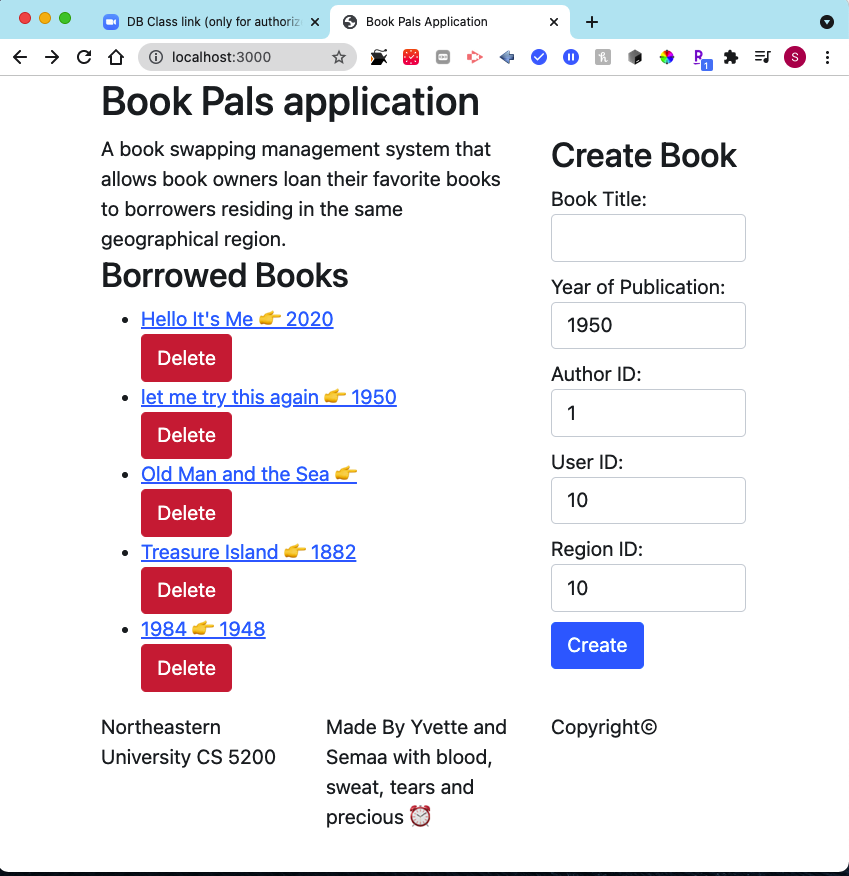 DB Class link (only for authoriz
Book Pals Application
localhost:3000
S
1
Book Pals application
A book swapping management system that
allows book owners loan their favorite books
to borrowers residing in the same
geographical region.
Borrowed Books
Hello It's Me 👉 2020
Delete
let me try this again 👉 1950
Delete
Old Man and the Sea 👉
Delete
Treasure Island 👉 1882
Delete
1984 👉 1948
Delete
Create Book
Book Title:
Year of Publication:
1950
Author ID:
1
User ID:
10
Region ID:
10
Create
Northeastern
University CS 5200
Made By Yvette and
Semaa with blood,
sweat, tears and
precious ⏰
Copyright©